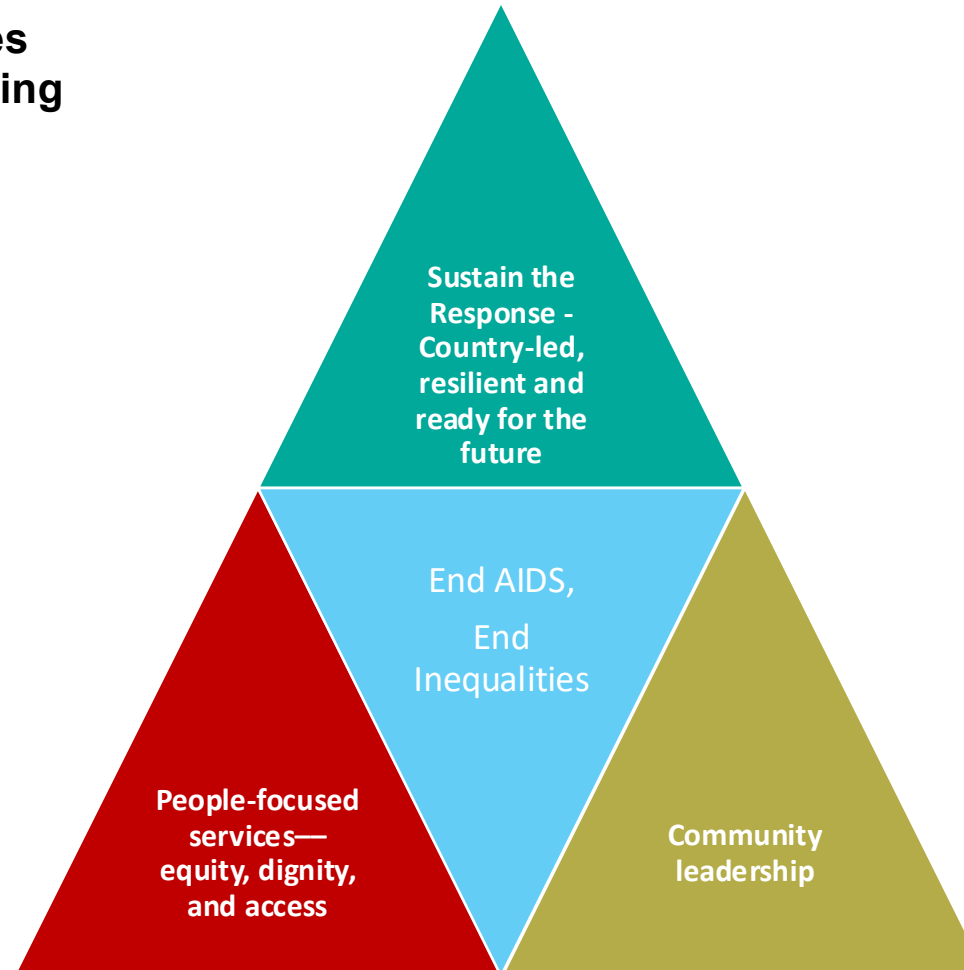 es
ing
Sustain the
Response -
Country-led,
resilient and
ready for the
future
End AIDS,
End
Inequalities
People-focused
services—
equity, dignity,
and access
Community
leadership